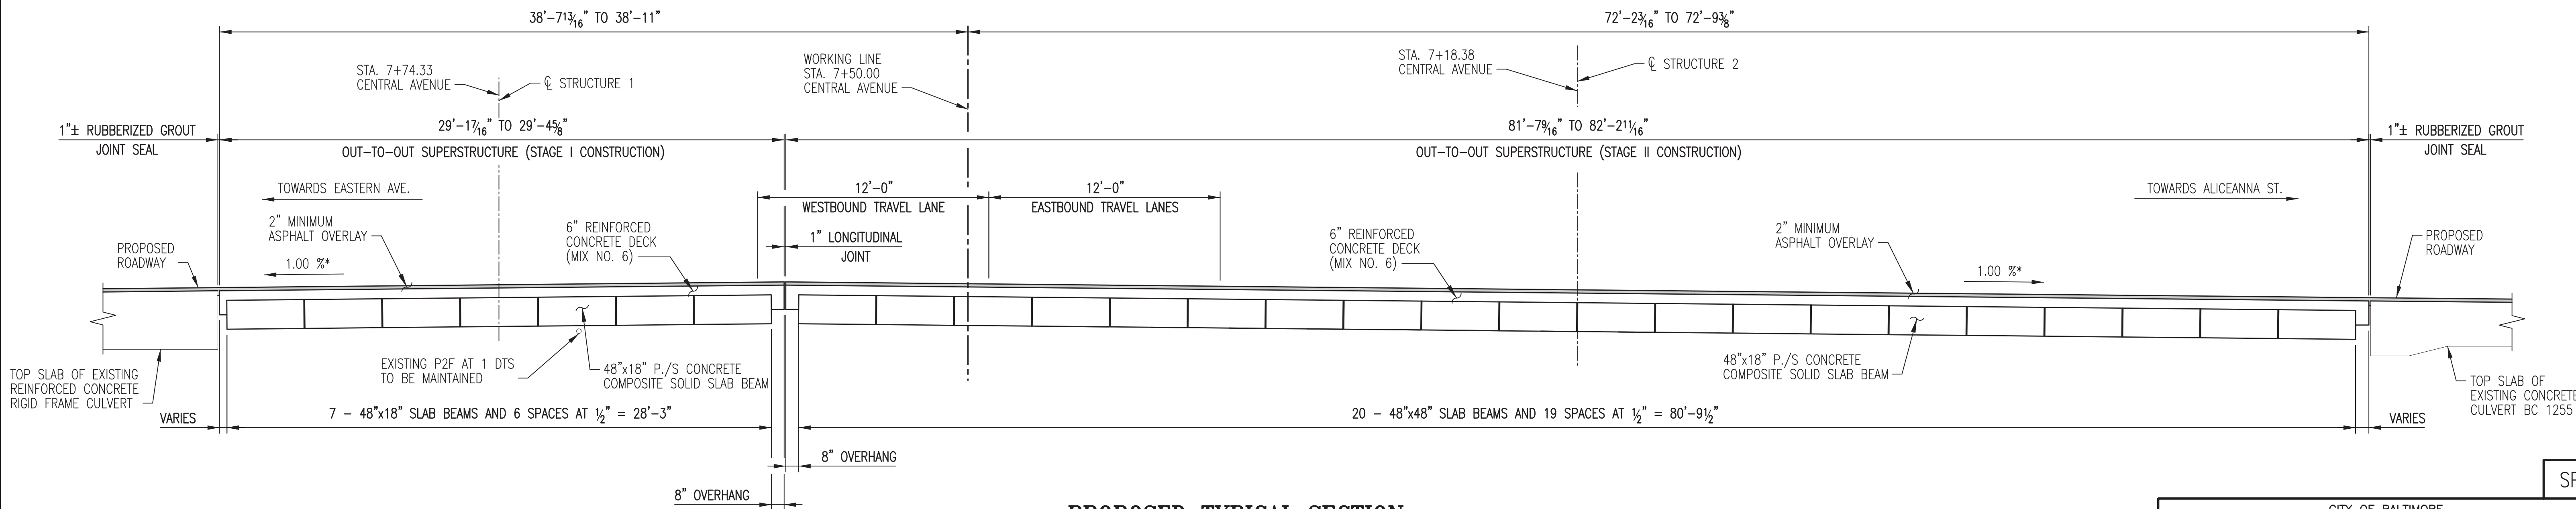 38'-7 13/16" TO 38'-11"
72'-2 3/16" TO 72'-9 3/8"
STA. 7+74.33
CENTRAL AVENUE
℄ STRUCTURE 1
WORKING LINE
STA. 7+50.00
CENTRAL AVENUE
STA. 7+18.38
CENTRAL AVENUE
℄ STRUCTURE 2
1"± RUBBERIZED GROUT
JOINT SEAL
29'-1 7/16" TO 29'-4 5/8"
OUT-TO-OUT SUPERSTRUCTURE (STAGE I CONSTRUCTION)
81'-7 9/16" TO 82'-2 11/16"
OUT-TO-OUT SUPERSTRUCTURE (STAGE II CONSTRUCTION)
1"± RUBBERIZED GROUT
JOINT SEAL
TOWARDS EASTERN AVE.
12'-0"
WESTBOUND TRAVEL LANE
12'-0"
EASTBOUND TRAVEL LANES
TOWARDS ALICEANNA ST.
PROPOSED
ROADWAY
2" MINIMUM
ASPHALT OVERLAY
1.00 %*
6" REINFORCED
CONCRETE DECK
(MIX NO. 6)
1" LONGITUDINAL
JOINT
6" REINFORCED
CONCRETE DECK
(MIX NO. 6)
2" MINIMUM
ASPHALT OVERLAY
1.00 %*
PROPOSED
ROADWAY
TOP SLAB OF EXISTING
REINFORCED CONCRETE
RIGID FRAME CULVERT
EXISTING P2F AT 1 DTS
TO BE MAINTAINED
48"x18" P./S CONCRETE
COMPOSITE SOLID SLAB BEAM
48"x18" P./S CONCRETE
COMPOSITE SOLID SLAB BEAM
TOP SLAB OF
EXISTING CONCRETE
CULVERT BC 1255
VARIES
7 - 48"x18" SLAB BEAMS AND 6 SPACES AT 1/2" = 28'-3"
20 - 48"x48" SLAB BEAMS AND 19 SPACES AT 1/2" = 80'-9 1/2"
VARIES
8" OVERHANG
8" OVERHANG
PROPOSED TYPICAL SECTION
CITY OF BALTIMORE